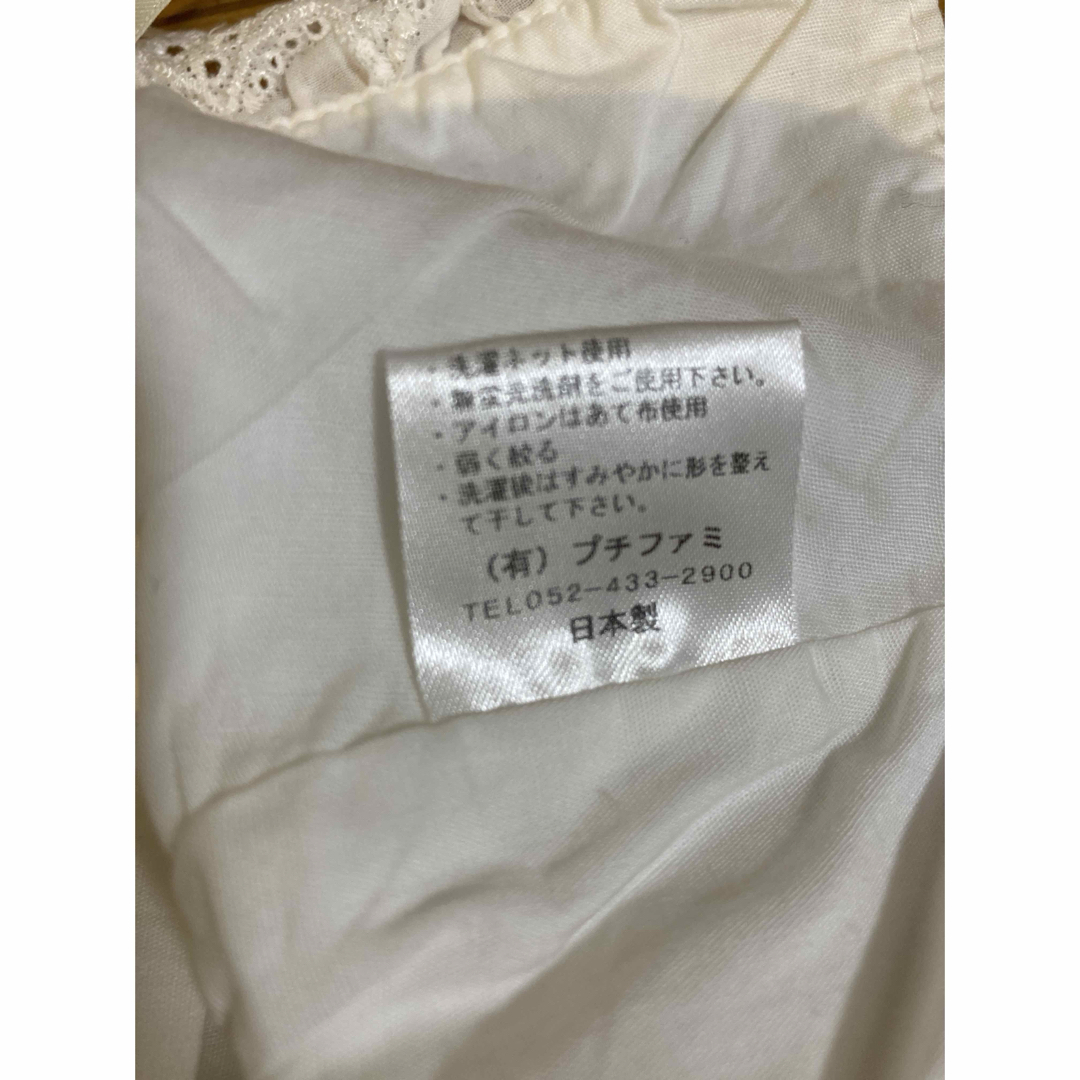 ・洗濯ネット使用
・無蛍光洗剤をご使用下さい。
・アイロンはあて布使用
・弱く絞る
・洗濯後はすみやかに形を整え
て干して下さい。
(有) プチファミ
TEL052-433-2900
日本製